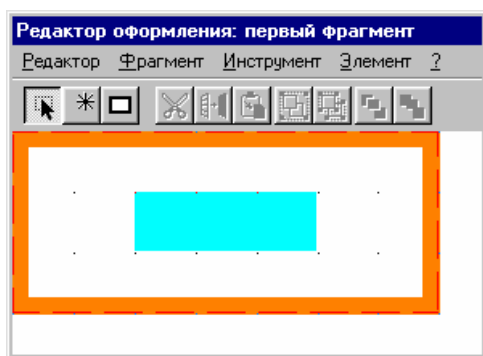 Редактор оформления: первый фрагмент
Редактор Фрагмент Инструмент Элемент ?